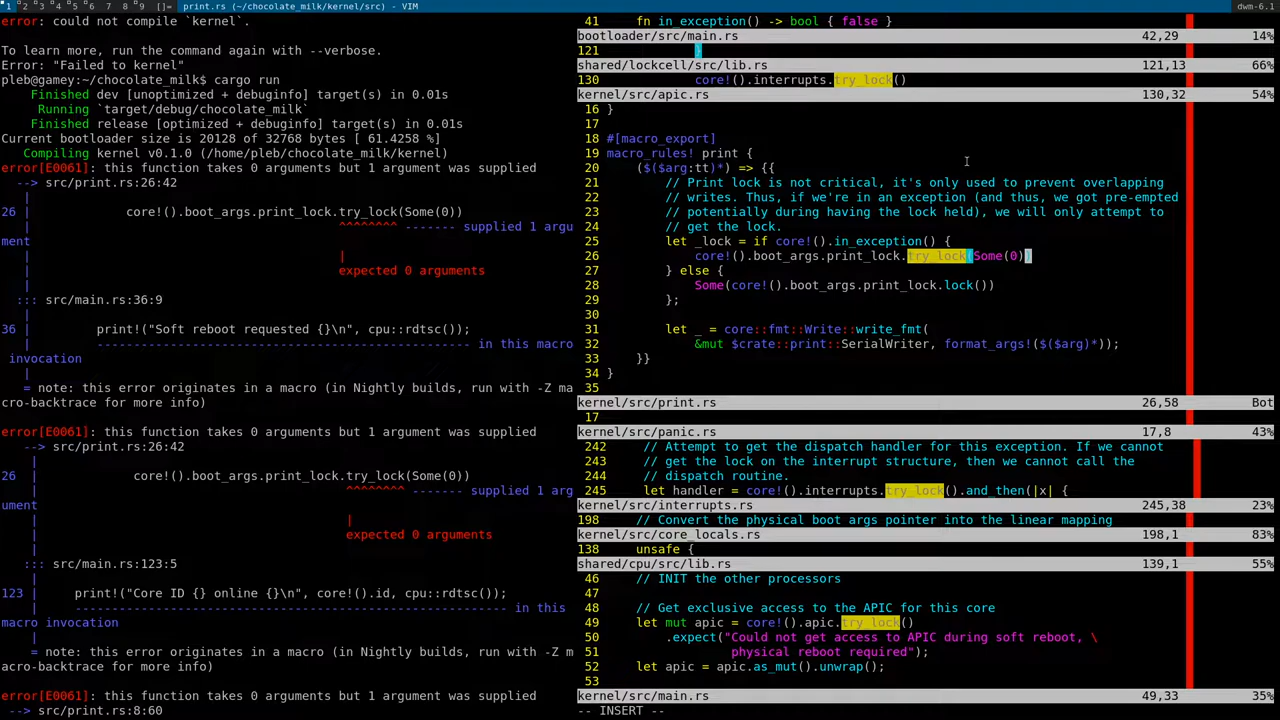 1 2 3 4 5 6 7 8 9 []= print.rs (~/chocolate_milk/kernel/src) - VIM dwm-6.1
error: could not compile `kernel`.
To learn more, run the command again with --verbose.
Error: "Failed to kernel"
pleb@gamey:~/chocolate_milk$ cargo run
Finished dev [unoptimized + debuginfo] target(s) in 0.01s
Running `target/debug/chocolate_milk`
Finished release [optimized + debuginfo] target(s) in 0.01s
Current bootloader size is 20128 of 32768 bytes [ 61.4258 %]
Compiling kernel v0.1.0 (/home/pleb/chocolate_milk/kernel)
error[E0061]: this function takes 0 arguments but 1 argument was supplied
--> src/print.rs:26:42
|
26 | core!().boot_args.print_lock.try_lock(Some(0))
| ^^^^^^^^ ------- supplied 1 argu
ment
| |
| expected 0 arguments
|
::: src/main.rs:36:9
|
36 | print!("Soft reboot requested {}\n", cpu::rdtsc());
| -------------------------------------------------- in this macro
invocation
|
= note: this error originates in a macro (in Nightly builds, run with -Z ma
cro-backtrace for more info)
error[E0061]: this function takes 0 arguments but 1 argument was supplied
--> src/print.rs:26:42
|
26 | core!().boot_args.print_lock.try_lock(Some(0))
| ^^^^^^^^ ------- supplied 1 arg
ument
| |
| expected 0 arguments
|
::: src/main.rs:123:5
|
123 | print!("Core ID {} online {}\n", core!().id, cpu::rdtsc());
| ---------------------------------------------------------- in this
macro invocation
|
= note: this error originates in a macro (in Nightly builds, run with -Z m
acro-backtrace for more info)
error[E0061]: this function takes 0 arguments but 1 argument was supplied
--> src/print.rs:8:60
41 fn in_exception() -> bool { false }
bootloader/src/main.rs 42,29 14%
121 }
shared/lockcell/src/lib.rs 121,13 66%
130 core!().interrupts.try_lock()
kernel/src/apic.rs 130,32 54%
16 }
17
18 #[macro_export]
19 macro_rules! print {
20 ($($arg:tt)*) => {{
21 // Print lock is not critical, it's only used to prevent overlapping
22 // writes. Thus, if we're in an exception (and thus, we got pre-empted
23 // potentially during having the lock held), we will only attempt to
24 // get the lock.
25 let _lock = if core!().in_exception() {
26 core!().boot_args.print_lock.try_lock(Some(0))
27 } else {
28 Some(core!().boot_args.print_lock.lock())
29 };
30
31 let _ = core::fmt::Write::write_fmt(
32 &mut $crate::print::SerialWriter, format_args!($($arg)*));
33 }}
34 }
35
kernel/src/print.rs 26,58 Bot
17
kernel/src/panic.rs 17,8 43%
242 // Attempt to get the dispatch handler for this exception. If we cannot
243 // get the lock on the interrupt structure, then we cannot call the
244 // dispatch routine.
245 let handler = core!().interrupts.try_lock().and_then(|x| {
kernel/src/interrupts.rs 245,38 23%
198 // Convert the physical boot args pointer into the linear mapping
kernel/src/core_locals.rs 198,1 83%
138 unsafe {
shared/cpu/src/lib.rs 139,1 55%
46 // INIT the other processors
47
48 // Get exclusive access to the APIC for this core
49 let mut apic = core!().apic.try_lock()
50 .expect("Could not get access to APIC during soft reboot, \
51 physical reboot required");
52 let apic = apic.as_mut().unwrap();
53
kernel/src/main.rs 49,33 35%
-- INSERT --